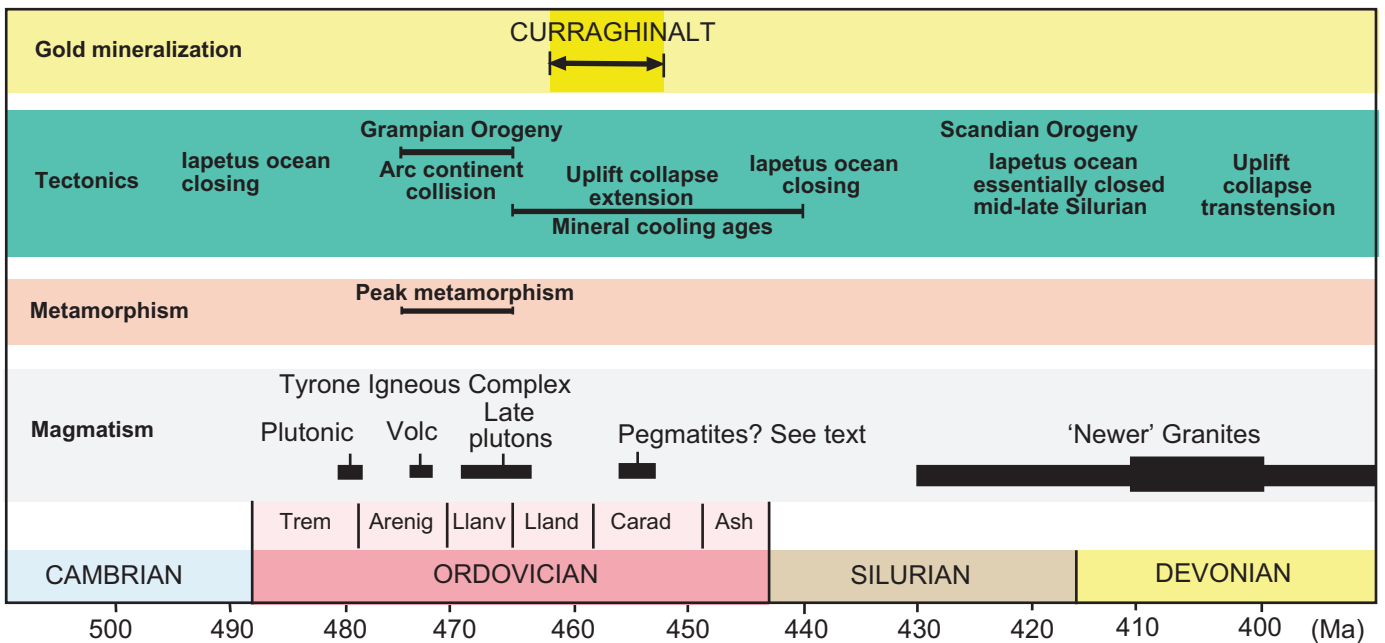 Gold mineralization
CURRAGHINALT
Tectonics
Iapetus ocean
closing
Grampian Orogeny
Arc continent
collision
Uplift collapse
extension
Mineral cooling ages
Iapetus ocean
closing
Scandian Orogeny
Iapetus ocean
essentially closed
mid-late Silurian
Uplift
collapse
transtension
Metamorphism
Peak metamorphism
Magmatism
Tyrone Igneous Complex
Plutonic
Volc
Late
plutons
Pegmatites? See text
‘Newer’ Granites
Trem Arenig Llanv Lland Carad Ash
CAMBRIAN ORDOVICIAN SILURIAN DEVONIAN
500 490 480 470 460 450 440 430 420 410 400 (Ma)